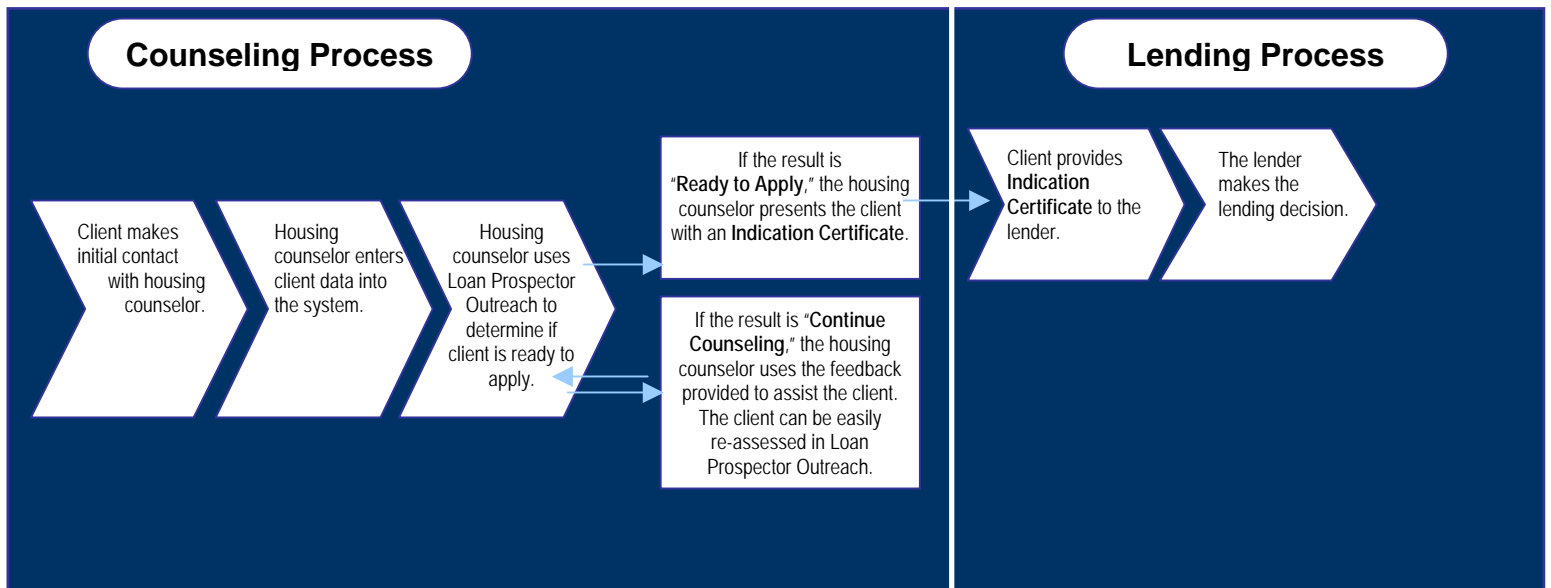 Counseling Process
Lending Process
Client makes
initial contact
with housing
counselor.
Housing
counselor enters
client data into
the system.
Housing
counselor uses
Loan Prospector
Outreach to
determine if
client is ready to
apply.
If the result is
“Ready to Apply,” the housing
counselor presents the client
with an Indication Certificate.
If the result is “Continue
Counseling,” the housing
counselor uses the feedback
provided to assist the client.
The client can be easily
re-assessed in Loan
Prospector Outreach.
Client provides
Indication
Certificate to the
lender.
The lender
makes the
lending decision.